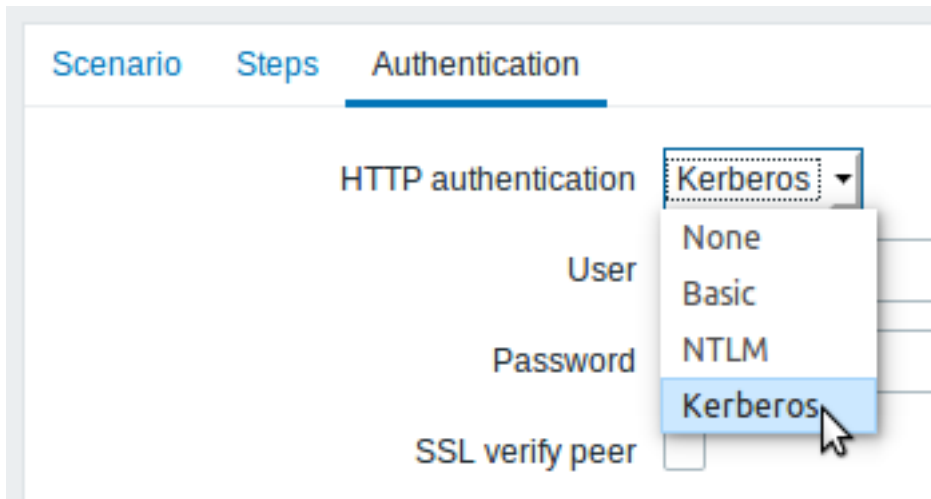 Scenario Steps Authentication
HTTP authentication Kerberos
None
User
Basic
Password NTLM
Kerberos
SSL verify peer